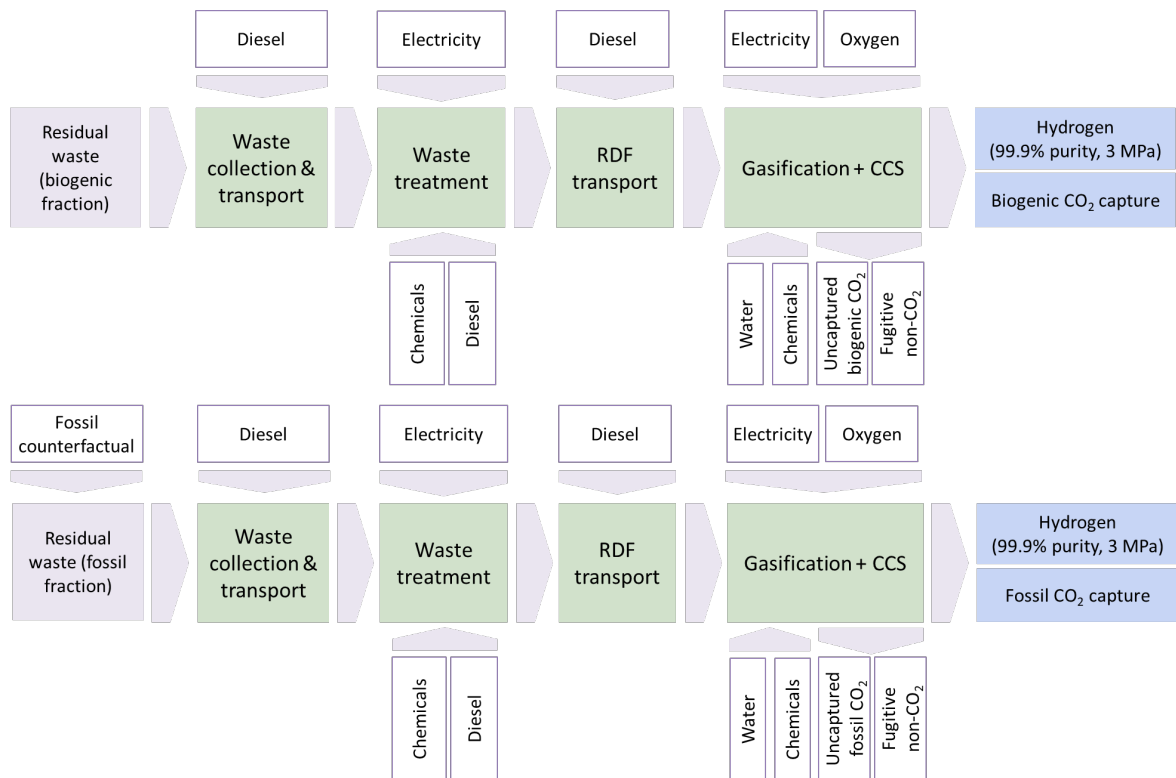 Diesel
Electricity
Diesel
Electricity
Oxygen
Residual
waste
(biogenic
fraction)
Waste
collection &
transport
Waste
treatment
RDF
transport
Gasification + CCS
Hydrogen
(99.9% purity, 3 MPa)
Biogenic CO₂ capture
Chemicals
Diesel
Water
Chemicals
Uncaptured
biogenic CO₂
Fugitive
non-CO₂
Fossil
counterfactual
Diesel
Electricity
Diesel
Electricity
Oxygen
Residual
waste (fossil
fraction)
Waste
collection &
transport
Waste
treatment
RDF
transport
Gasification + CCS
Hydrogen
(99.9% purity, 3 MPa)
Fossil CO₂ capture
Chemicals
Diesel
Water
Chemicals
Uncaptured
fossil CO₂
Fugitive
non-CO₂